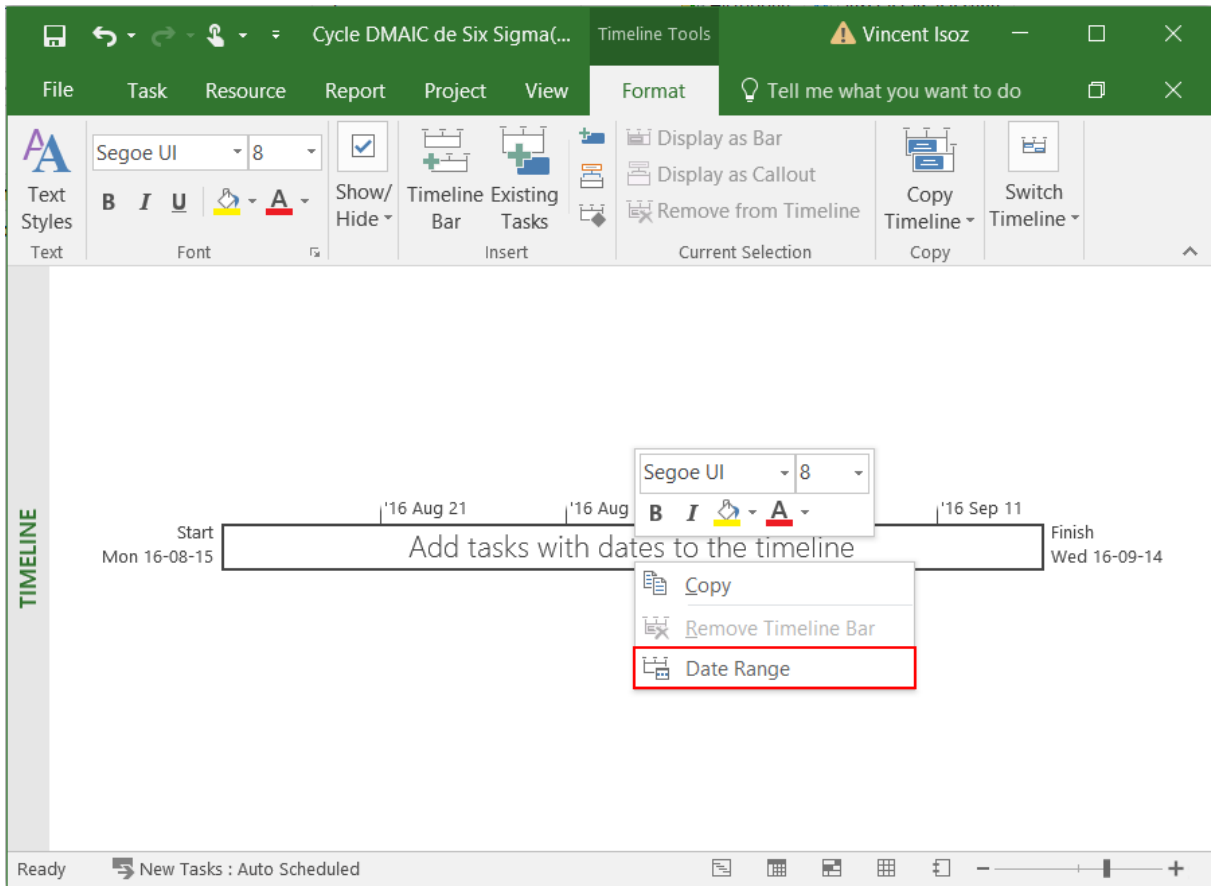 Cycle DMAIC de Six Sigma(... Timeline Tools Vincent Isoz
File Task Resource Report Project View Format Tell me what you want to do
Segoe UI 8
B I U A
Text
Styles
Show/
Hide
Timeline
Bar
Existing
Tasks
Display as Bar
Display as Callout
Remove from Timeline
Copy
Timeline
Switch
Timeline
Text Font Insert Current Selection Copy
Segoe UI 8
B I A
'16 Aug 21 '16 Aug '16 Sep 11
Start
Mon 16-08-15
Add tasks with dates to the timeline
Finish
Wed 16-09-14
TIMELINE
Copy
Remove Timeline Bar
Date Range
Ready New Tasks : Auto Scheduled